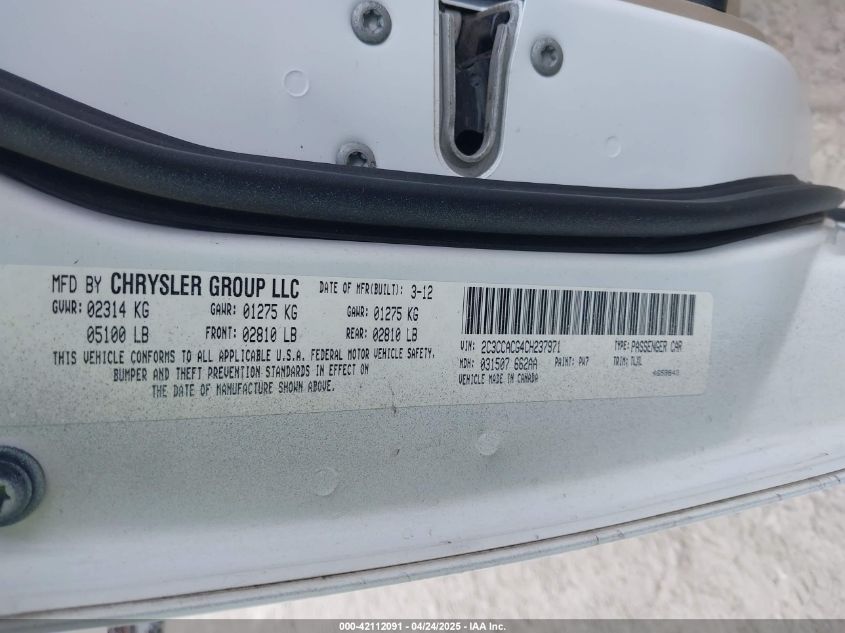 MFD BY CHRYSLER GROUP LLC DATE OF MFR(BUILT): 3-12
GVWR: 02314 KG GAWR: 01275 KG GAWR: 01275 KG
05100 LB FRONT: 02810 LB REAR: 02810 LB
THIS VEHICLE CONFORMS TO ALL APPLICABLE U.S.A. FEDERAL MOTOR VEHICLE SAFETY,
BUMPER AND THEFT PREVENTION STANDARDS IN EFFECT ON
THE DATE OF MANUFACTURE SHOWN ABOVE.
VIN: 2C3CCACG4CH237971 TYPE: PASSENGER CAR
MDH: 031507 662AA PAINT: PW7 TRIM:
VEHICLE MADE IN CANADA
000-42112091 - 04/24/2025 - IAA Inc.